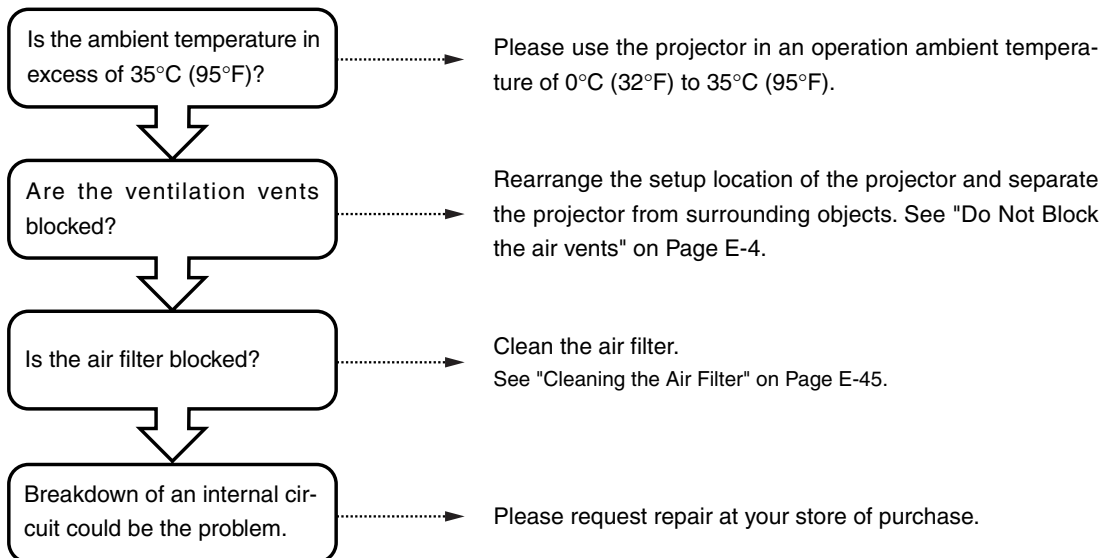 Is the ambient temperature in
excess of 35°C (95°F)?
Please use the projector in an operation ambient tempera-
ture of 0°C (32°F) to 35°C (95°F).
Are the ventilation vents
blocked?
Rearrange the setup location of the projector and separate
the projector from surrounding objects. See "Do Not Block
the air vents" on Page E-4.
Is the air filter blocked?
Clean the air filter.
See "Cleaning the Air Filter" on Page E-45.
Breakdown of an internal cir-
cuit could be the problem.
Please request repair at your store of purchase.